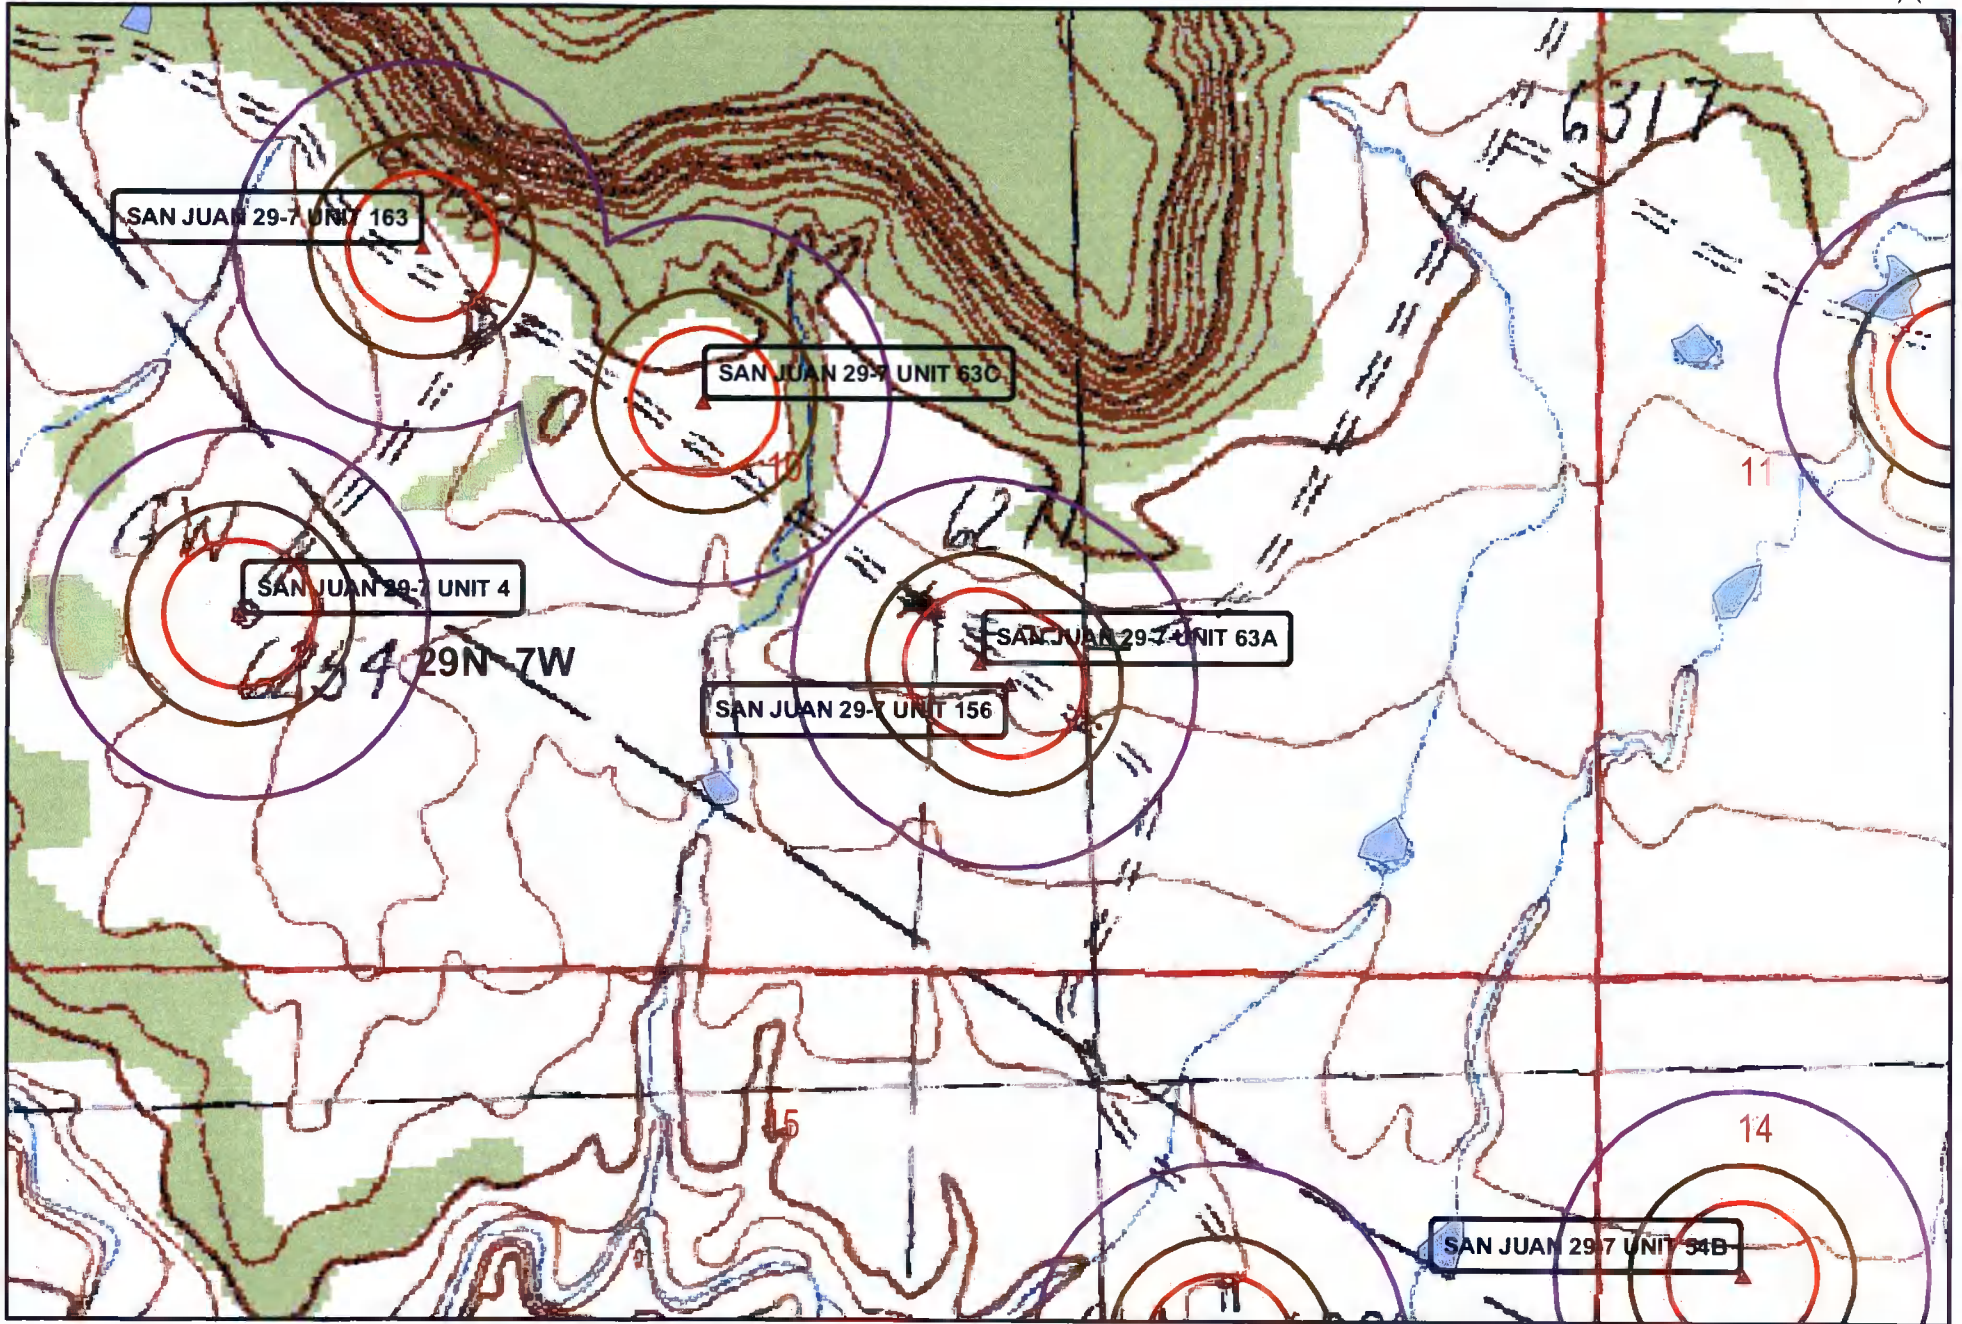 6317
SAN JUAN 29-7 UNIT 163
SAN JUAN 29-7 UNIT 63C
10
11
SAN JUAN 29-7 UNIT 4
SAN JUAN 29-7 UNIT 63A
29N 7W
SAN JUAN 29-7 UNIT 156
15
14
SAN JUAN 29-7 UNIT 54B